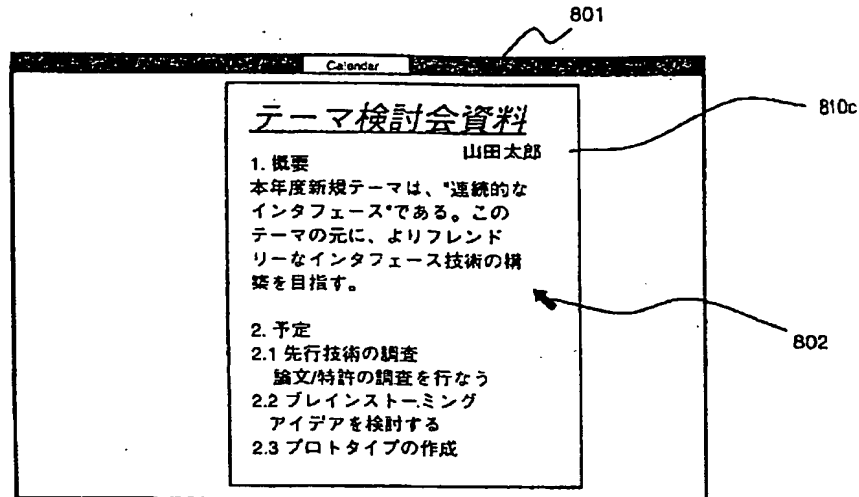 801
Calendar
810c
テーマ検討会資料
山田太郎
1.概要
本年度新規テーマは、"連続的な
インタフェース"である。この
テーマの元に、よりフレンド
リーなインタフェース技術の構
築を目指す。
802
2. 予定
2.1 先行技術の調査
論文/特許の調査を行なう
2.2 ブレインストーミング
アイデアを検討する
2.3 プロトタイプの作成